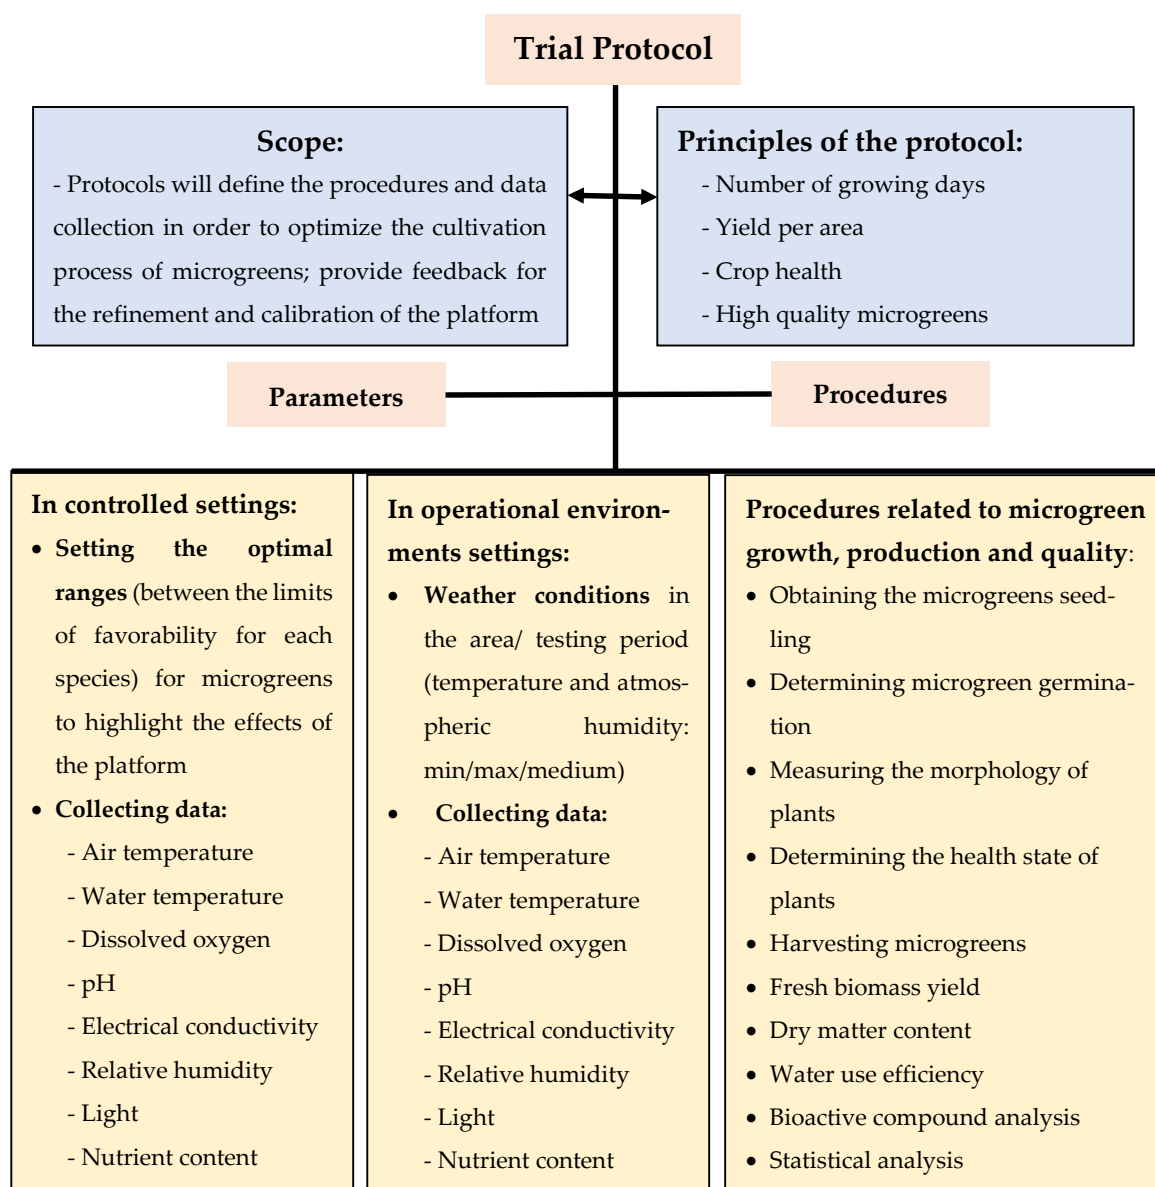 Trial Protocol
Scope:
- Protocols will define the procedures and data
collection in order to optimize the cultivation
process of microgreens; provide feedback for
the refinement and calibration of the platform
Principles of the protocol:
- Number of growing days
- Yield per area
- Crop health
- High quality microgreens
Parameters
Procedures
In controlled settings:
• Setting the optimal
ranges (between the limits
of favorability for each
species) for microgreens
to highlight the effects of
the platform
• Collecting data:
- Air temperature
- Water temperature
- Dissolved oxygen
- pH
- Electrical conductivity
- Relative humidity
- Light
- Nutrient content
In operational environ-
ments settings:
• Weather conditions in
the area/ testing period
(temperature and atmos-
pheric humidity:
min/max/medium)
• Collecting data:
- Air temperature
- Water temperature
- Dissolved oxygen
- pH
- Electrical conductivity
- Relative humidity
- Light
- Nutrient content
Procedures related to microgreen
growth, production and quality:
• Obtaining the microgreens seed-
ling
• Determining microgreen germina-
tion
• Measuring the morphology of
plants
• Determining the health state of
plants
• Harvesting microgreens
• Fresh biomass yield
• Dry matter content
• Water use efficiency
• Bioactive compound analysis
• Statistical analysis